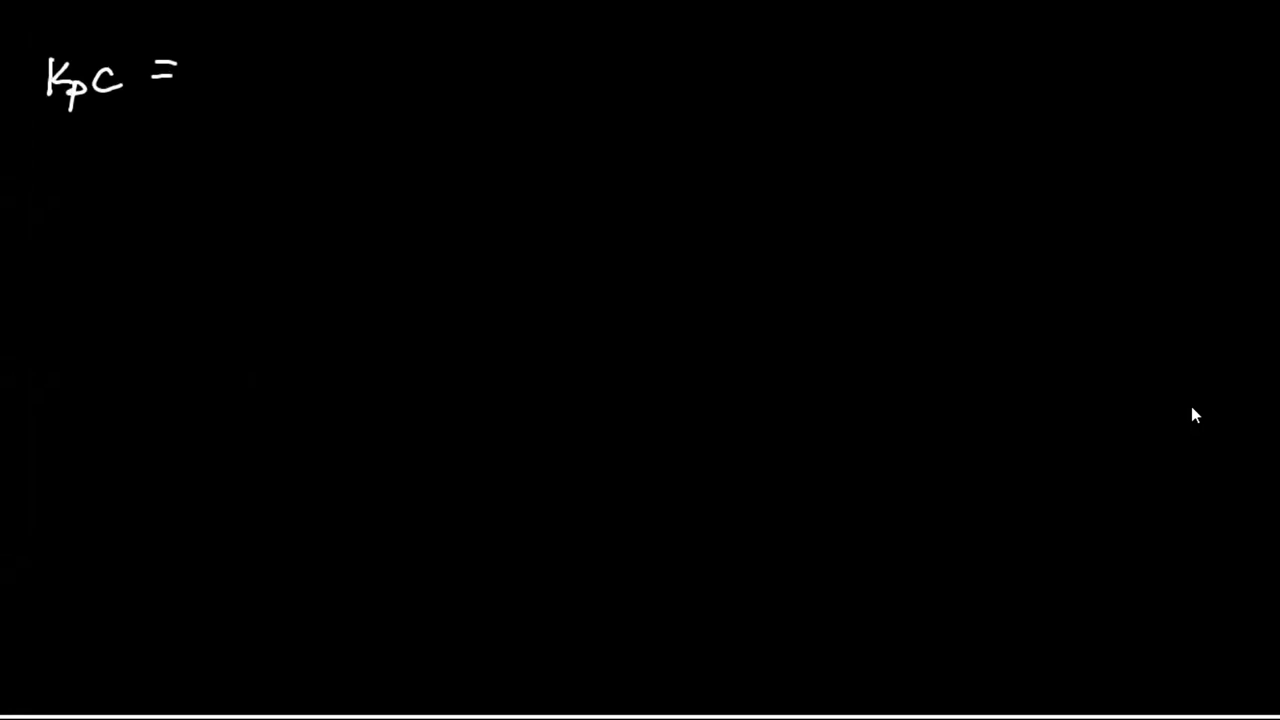 Kpc =